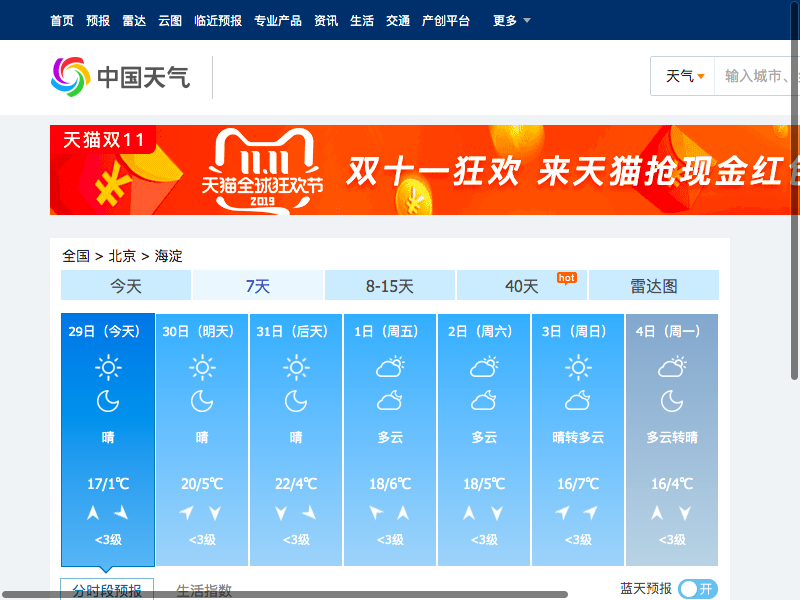 首页 预报 雷达 云图 临近预报 专业产品 资讯 生活 交通 产创平台 更多
中国天气
天气 输入城市、
天猫双11
天猫全球狂欢节
2019
双十一狂欢 来天猫抢现金红
全国 > 北京 > 海淀
今天 7天 8-15天 40天 hot 雷达图
29日（今天） 30日（明天） 31日（后天） 1日（周五） 2日（周六） 3日（周日） 4日（周一）
晴 晴 晴 多云 多云 晴转多云 多云转晴
17/1℃ 20/5℃ 22/4℃ 18/6℃ 18/5℃ 16/7℃ 16/4℃
<3级 <3级 <3级 <3级 <3级 <3级 <3级
分时段预报 生活指数 蓝天预报 开